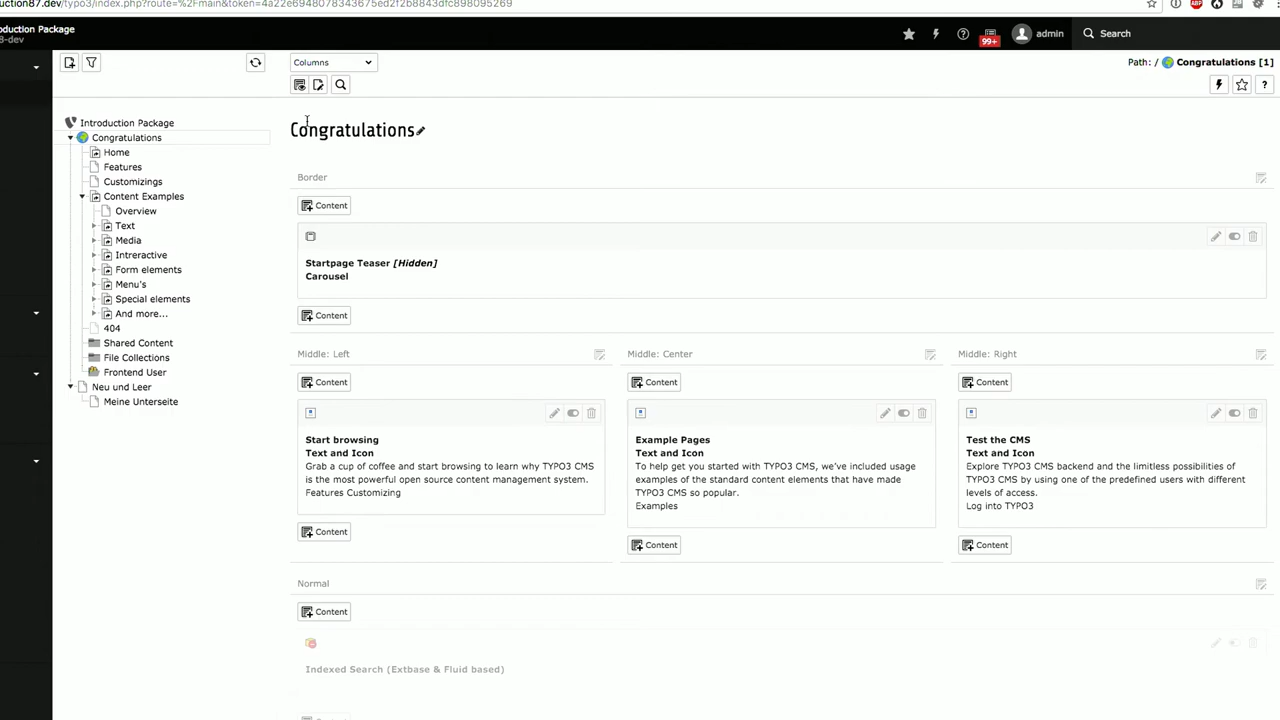 uction87.dev/typo3/index.php?route=%2Fmain&token=4a22e6948078343675ed2f2b8843dfc898095269
ntroduction Package
8-dev
99+
admin
Search
Columns
Path: / Congratulations [1]
Introduction Package
Congratulations
Home
Features
Customizings
Content Examples
Overview
Text
Media
Intreractive
Form elements
Menu's
Special elements
And more...
404
Shared Content
File Collections
Frontend User
Neu und Leer
Meine Unterseite
Congratulations
Border
Content
Startpage Teaser [Hidden]
Carousel
Content
Middle: Left
Content
Start browsing
Text and Icon
Grab a cup of coffee and start browsing to learn why TYPO3 CMS
is the most powerful open source content management system.
Features Customizing
Content
Middle: Center
Content
Example Pages
Text and Icon
To help get you started with TYPO3 CMS, we've included usage
examples of the standard content elements that have made
TYPO3 CMS so popular.
Examples
Content
Middle: Right
Content
Test the CMS
Text and Icon
Explore TYPO3 CMS backend and the limitless possibilities of
TYPO3 CMS by using one of the predefined users with different
levels of access.
Log into TYPO3
Content
Normal
Content
Indexed Search (Extbase & Fluid based)